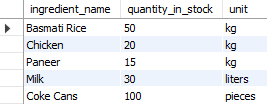 ingredient_name quantity_in_stock unit
Basmati Rice 50 kg
Chicken 20 kg
Paneer 15 kg
Milk 30 liters
Coke Cans 100 pieces